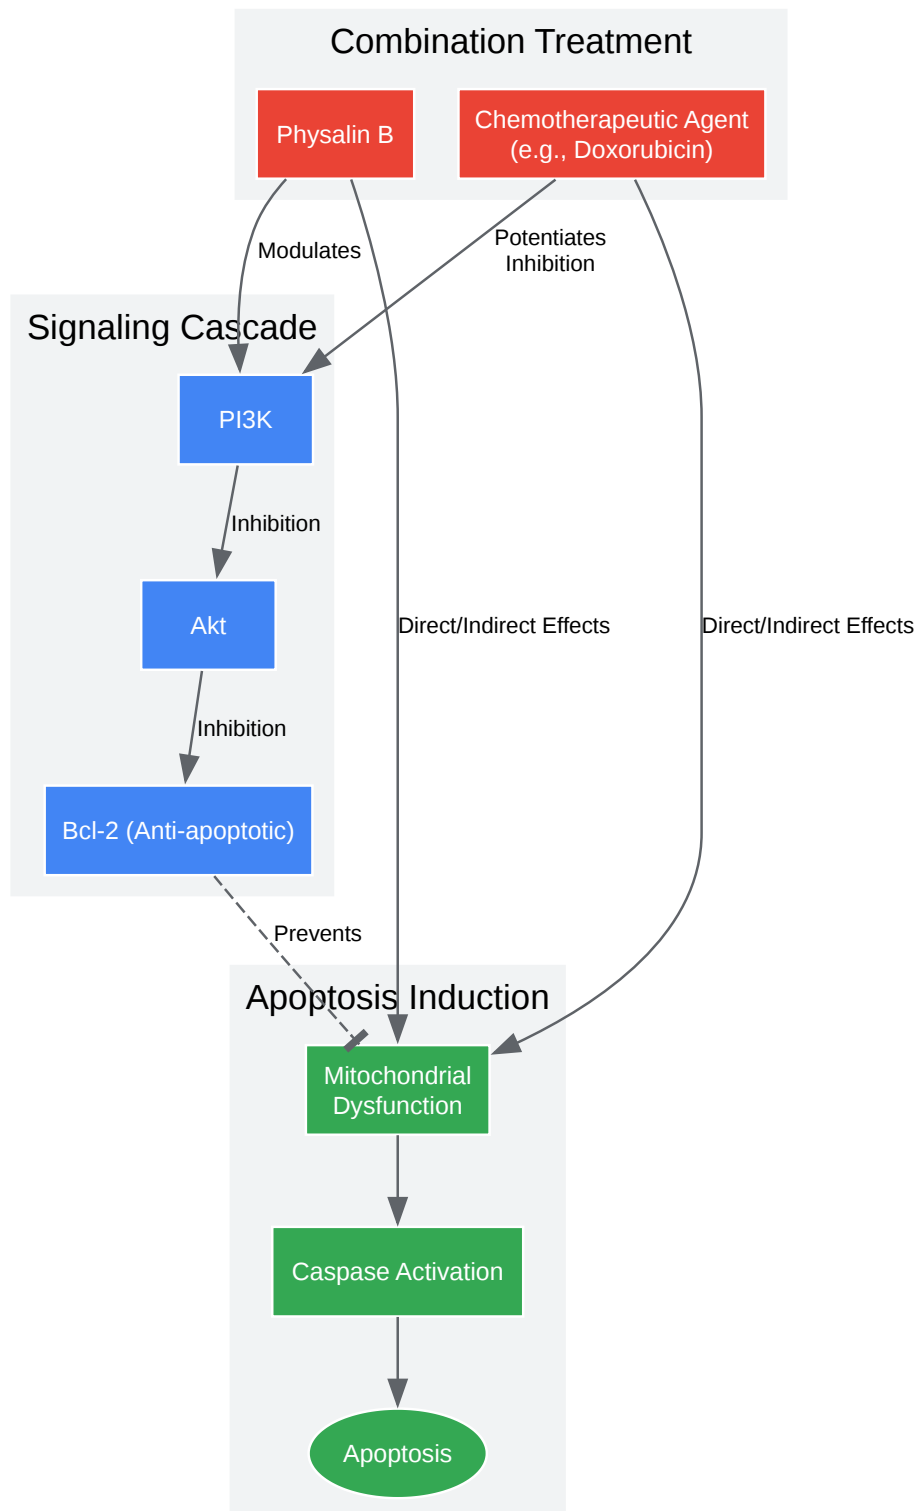 Combination Treatment
Physalin B
Chemotherapeutic Agent
(e.g., Doxorubicin)
Modulates
Potentiates
Inhibition
Signaling Cascade
PI3K
Inhibition
Akt
Direct/Indirect Effects
Direct/Indirect Effects
Inhibition
Bcl-2 (Anti-apoptotic)
Prevents
Apoptosis Induction
Mitochondrial
Dysfunction
Caspase Activation
Apoptosis